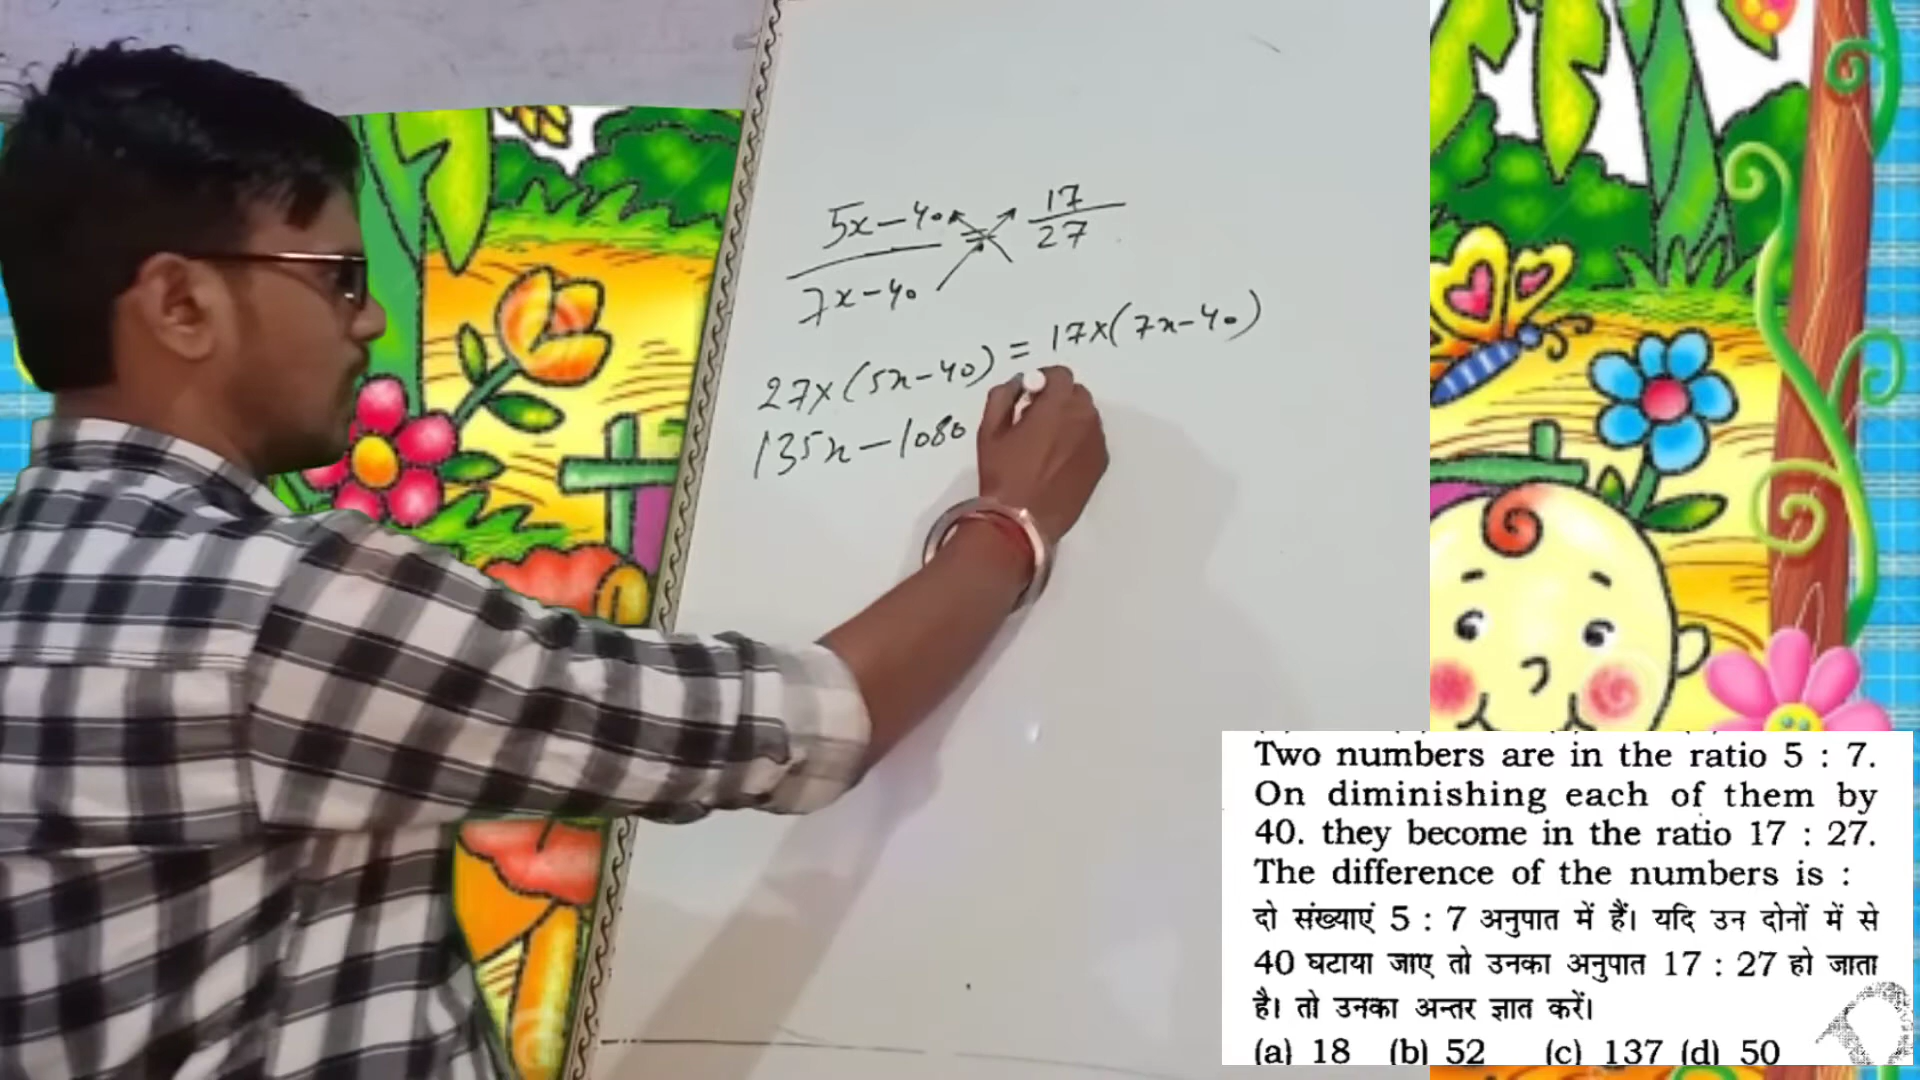 5x-40 = 17
7x-40 27
27×(5x-40) = 17×(7x-40)
135x-1080
Two numbers are in the ratio 5 : 7.
On diminishing each of them by
40. they become in the ratio 17 : 27.
The difference of the numbers is :
दो संख्याएं 5 : 7 अनुपात में हैं। यदि उन दोनों में से
40 घटाया जाए तो उनका अनुपात 17 : 27 हो जाता
है। तो उनका अन्तर ज्ञात करें।
(a) 18 (b) 52 (c) 137 (d) 50